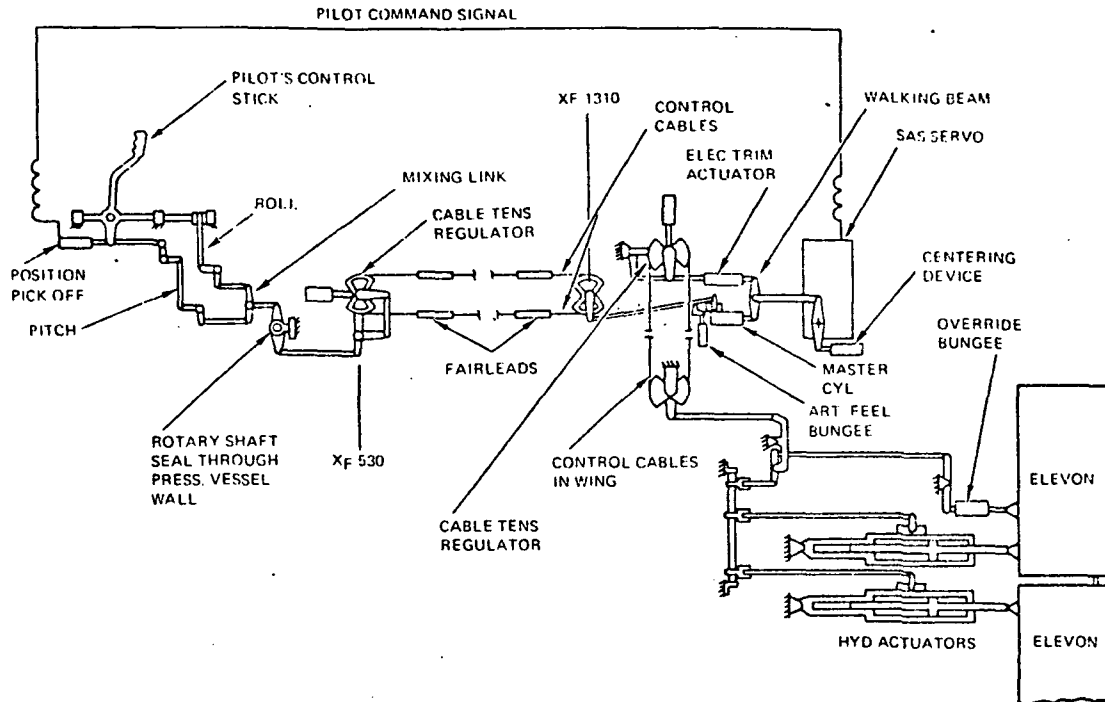 PILOT COMMAND SIGNAL
PILOT'S CONTROL
STICK
XF 1310
CONTROL
CABLES
WALKING BEAM
SAS SERVO
ELEC TRIM
ACTUATOR
MIXING LINK
ROLL
CABLE TENS
REGULATOR
POSITION
PICK OFF
PITCH
CENTERING
DEVICE
OVERRIDE
BUNGEE
FAIRLEADS
MASTER
CYL
ART FEEL
BUNGEE
ROTARY SHAFT
SEAL THROUGH
PRESS. VESSEL
WALL
XF 530
CONTROL CABLES
IN WING
CABLE TENS
REGULATOR
ELEVON
HYD ACTUATORS
ELEVON